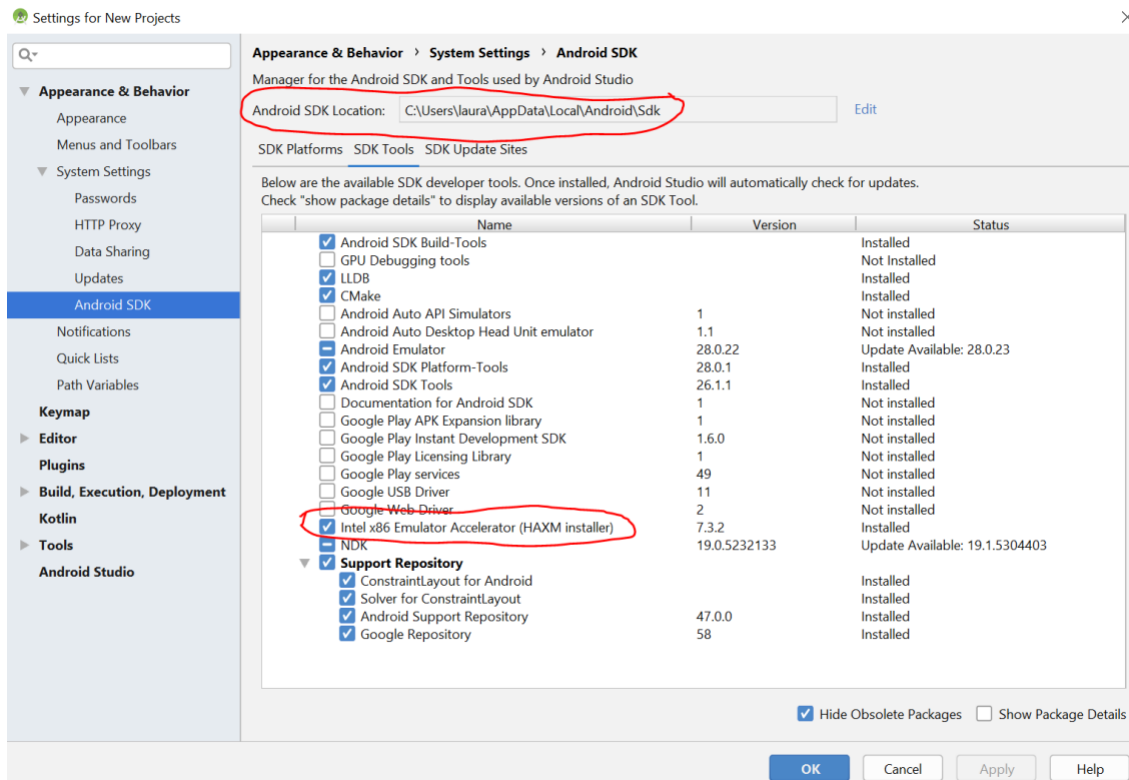 Settings for New Projects
Appearance & Behavior
Appearance
Menus and Toolbars
System Settings
Passwords
HTTP Proxy
Data Sharing
Updates
Android SDK
Notifications
Quick Lists
Path Variables
Keymap
Editor
Plugins
Build, Execution, Deployment
Kotlin
Tools
Android Studio
Appearance & Behavior › System Settings › Android SDK
Manager for the Android SDK and Tools used by Android Studio
Android SDK Location: C:\Users\laura\AppData\Local\Android\Sdk Edit
SDK Platforms SDK Tools SDK Update Sites
Below are the available SDK developer tools. Once installed, Android Studio will automatically check for updates.
Check "show package details" to display available versions of an SDK Tool.
Name Version Status
Android SDK Build-Tools Installed
GPU Debugging tools Not Installed
LLDB Installed
CMake Installed
Android Auto API Simulators 1 Not installed
Android Auto Desktop Head Unit emulator 1.1 Not installed
Android Emulator 28.0.22 Update Available: 28.0.23
Android SDK Platform-Tools 28.0.1 Installed
Android SDK Tools 26.1.1 Installed
Documentation for Android SDK 1 Not installed
Google Play APK Expansion library 1 Not installed
Google Play Instant Development SDK 1.6.0 Not installed
Google Play Licensing Library 1 Not installed
Google Play services 49 Not installed
Google USB Driver 11 Not installed
Google Web Driver 2 Not installed
Intel x86 Emulator Accelerator (HAXM installer) 7.3.2 Installed
NDK 19.0.5232133 Update Available: 19.1.5304403
Support Repository
ConstraintLayout for Android Installed
Solver for ConstraintLayout Installed
Android Support Repository 47.0.0 Installed
Google Repository 58 Installed
Hide Obsolete Packages Show Package Details
OK Cancel Apply Help